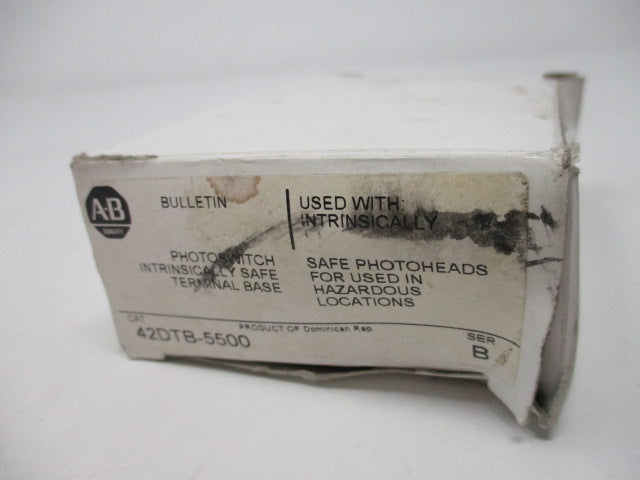 A-B
QUALITY
BULLETIN
PHOTOSWITCH
INTRINSICALLY SAFE
TERMINAL BASE
USED WITH:
INTRINSICALLY
SAFE PHOTOHEADS
FOR USED IN
HAZARDOUS
LOCATIONS
CAT
42DTB-5500
PRODUCT OF Dominican Rep.
SER
B